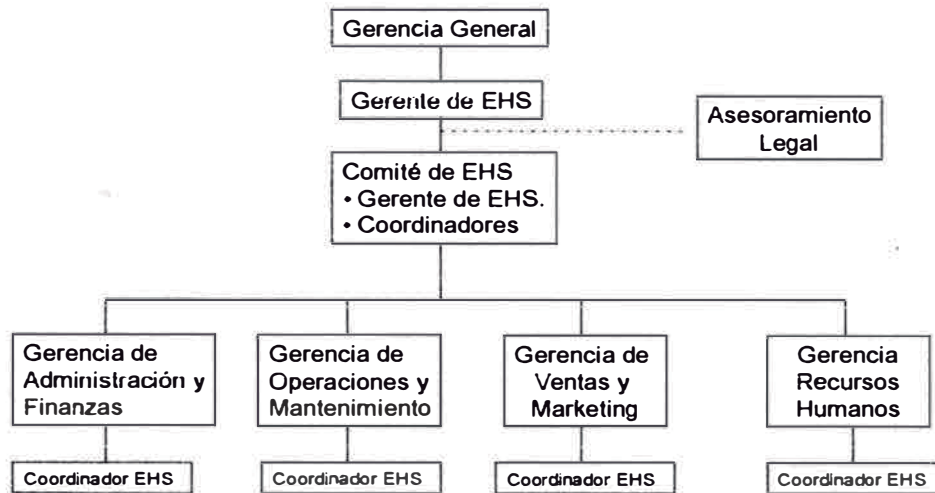 Gerencia General
Gerente de EHS
Asesoramiento
Legal
Comité de EHS
• Gerente de EHS.
• Coordinadores
Gerencia de
Administración y
Finanzas
Gerencia de
Operaciones y
Mantenimiento
Gerencia de
Ventas y
Marketing
Gerencia
Recursos
Humanos
Coordinador EHS
Coordinador EHS
Coordinador EHS
Coordinador EHS